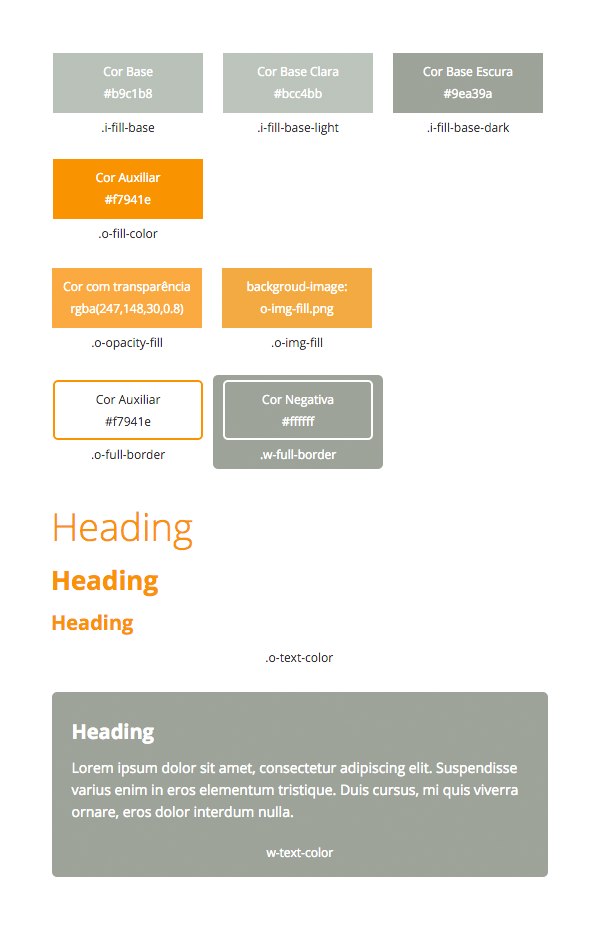 Cor Base
#b9c1b8
.i-fill-base
Cor Base Clara
#bcc4bb
.i-fill-base-light
Cor Base Escura
#9ea39a
.i-fill-base-dark
Cor Auxiliar
#f7941e
.o-fill-color
Cor com transparência
rgba(247,148,30,0.8)
.o-opacity-fill
backgroud-image:
o-img-fill.png
.o-img-fill
Cor Auxiliar
#f7941e
.o-full-border
Cor Negativa
#ffffff
.w-full-border
Heading
Heading
Heading
.o-text-color
Heading
Lorem ipsum dolor sit amet, consectetur adipiscing elit. Suspendisse
varius enim in eros elementum tristique. Duis cursus, mi quis viverra
ornare, eros dolor interdum nulla.
w-text-color